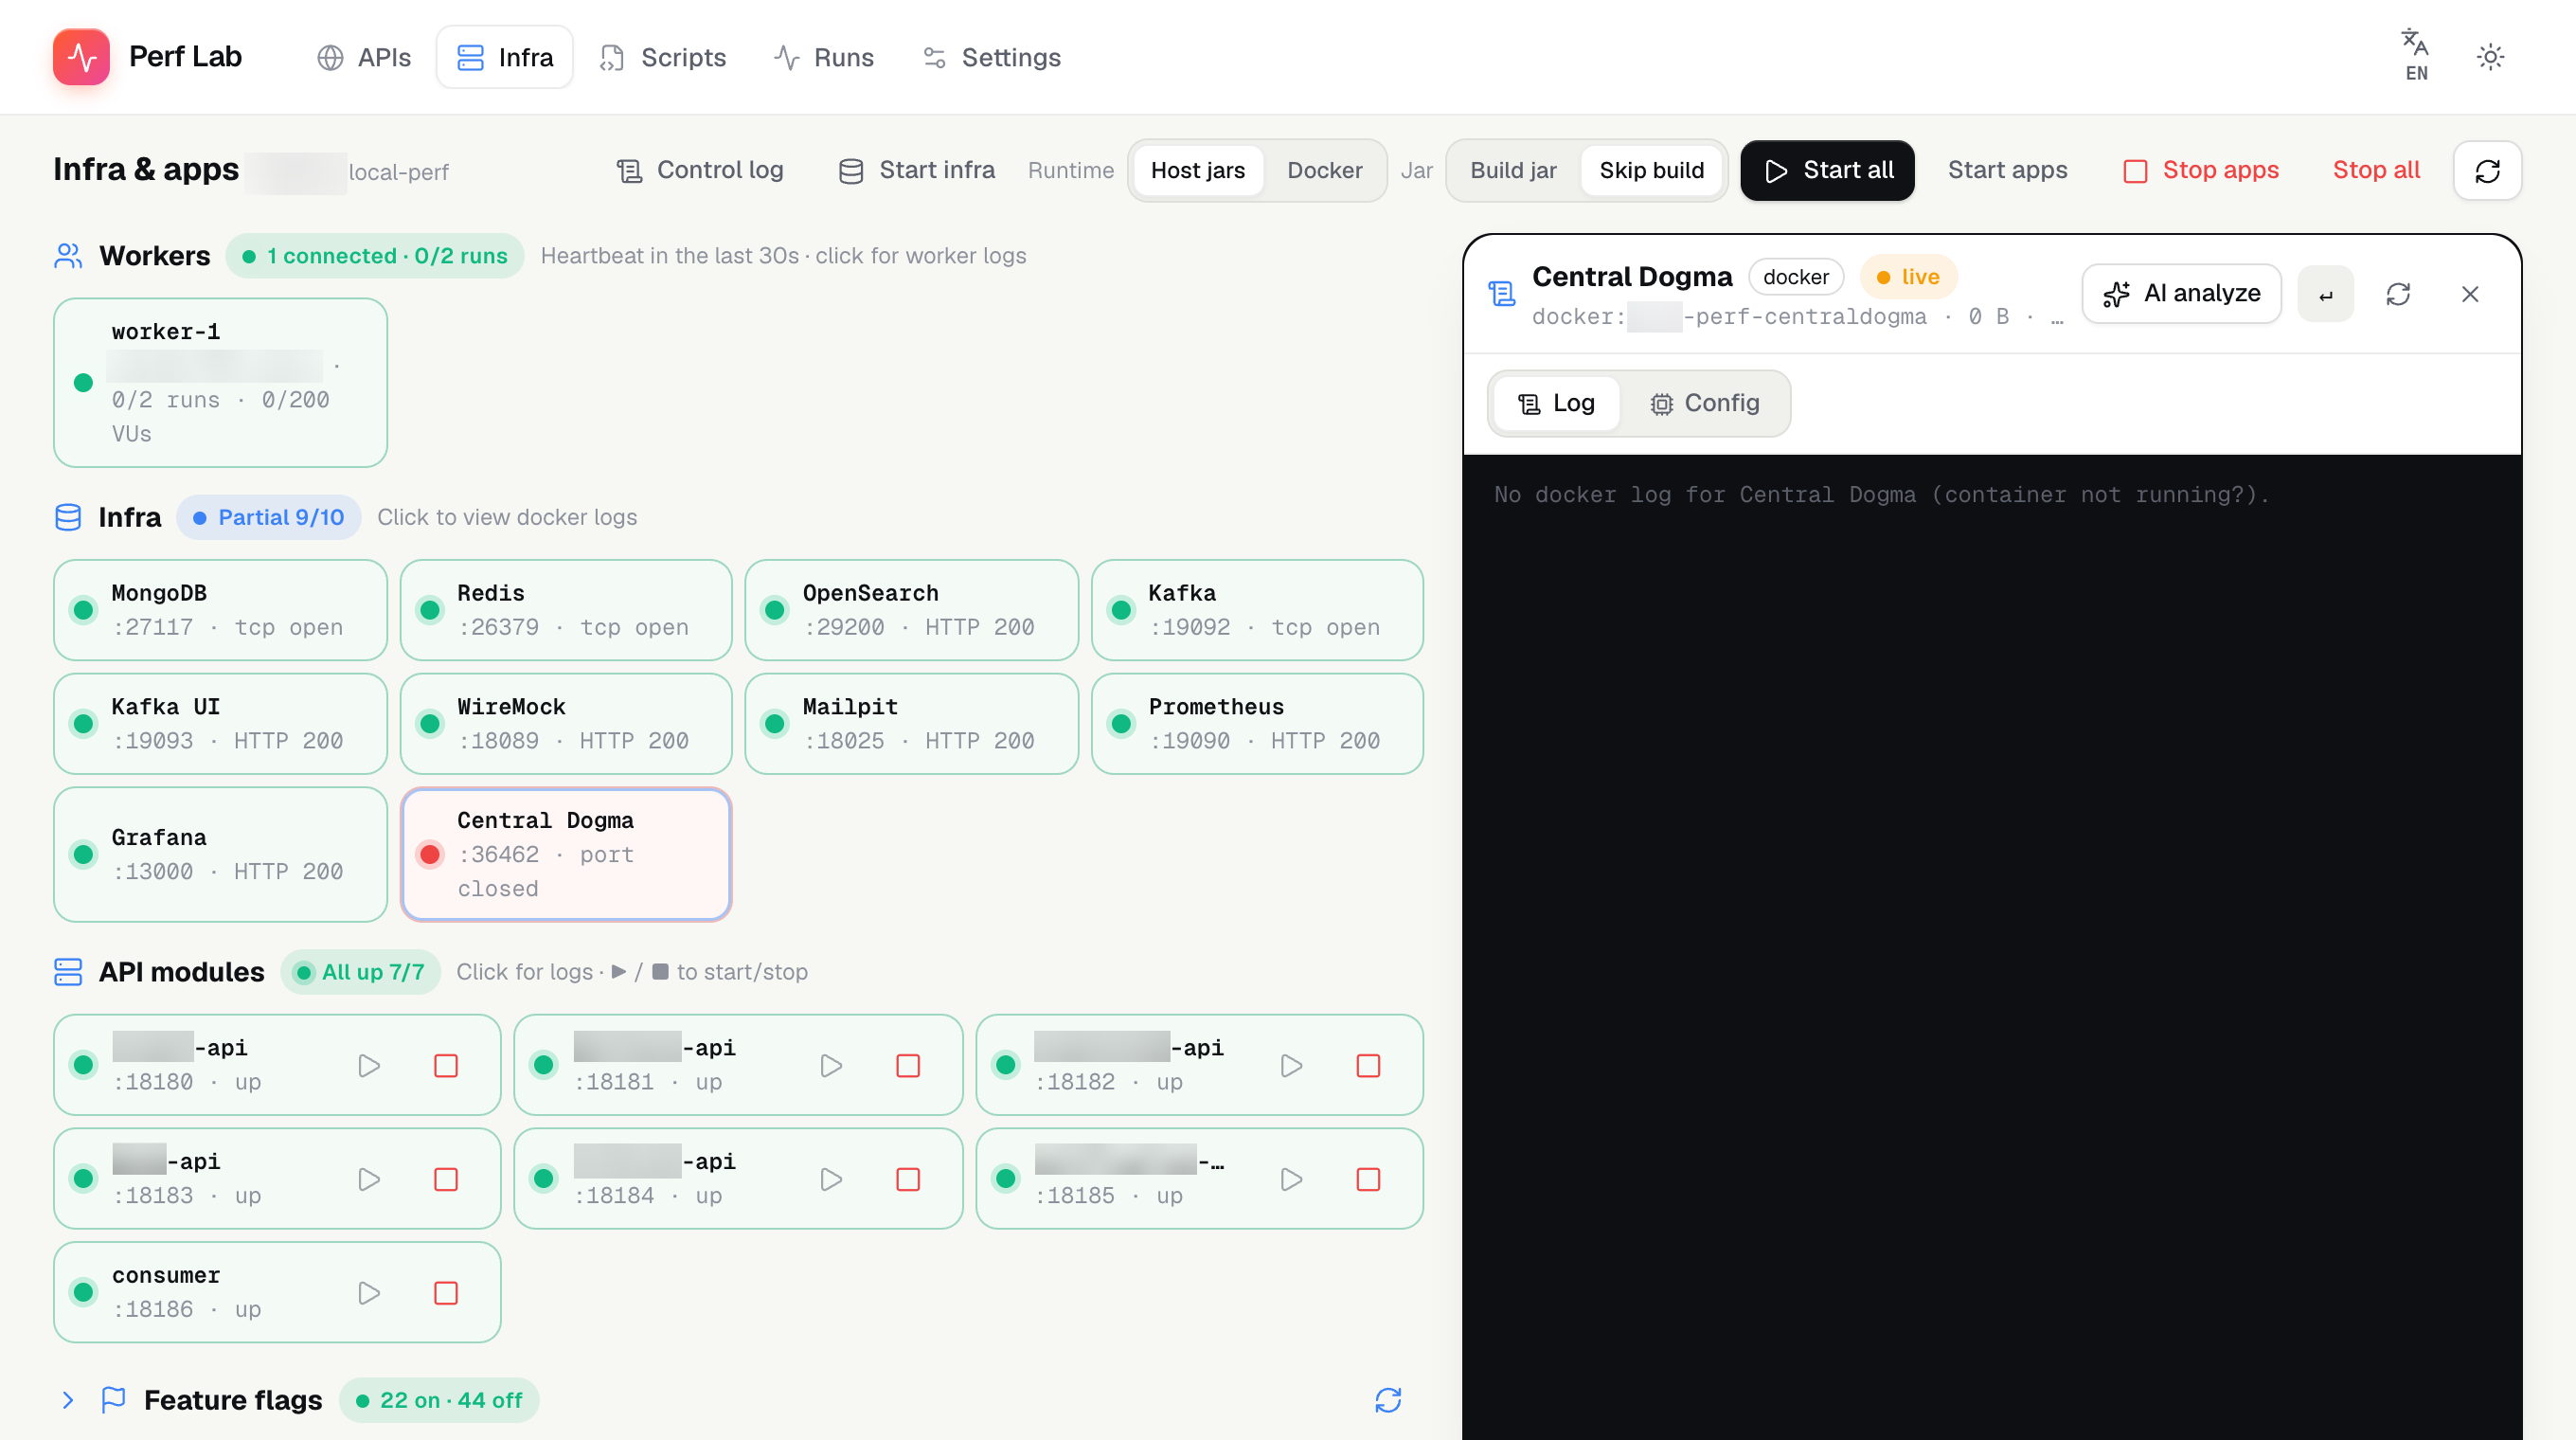 Perf Lab
APIs
Infra
Scripts
Runs
Settings
EN
Infra & apps
local-perf
Control log
Start infra
Runtime
Host jars
Docker
Jar
Build jar
Skip build
Start all
Start apps
Stop apps
Stop all
Workers
1 connected · 0/2 runs
Heartbeat in the last 30s · click for worker logs
worker-1
·
0/2 runs · 0/200
VUs
Infra
Partial 9/10
Click to view docker logs
MongoDB
:27117 · tcp open
Redis
:26379 · tcp open
OpenSearch
:29200 · HTTP 200
Kafka
:19092 · tcp open
Kafka UI
:19093 · HTTP 200
WireMock
:18089 · HTTP 200
Mailpit
:18025 · HTTP 200
Prometheus
:19090 · HTTP 200
Grafana
:13000 · HTTP 200
Central Dogma
:36462 · port
closed
API modules
All up 7/7
Click for logs · ▶ / ■ to start/stop
-api
:18180 · up
-api
:18181 · up
-api
:18182 · up
-api
:18183 · up
-api
:18184 · up
-…
:18185 · up
consumer
:18186 · up
Feature flags
22 on · 44 off
Central Dogma
docker
live
docker: -perf-centraldogma · 0 B · …
AI analyze
↵
Log
Config
No docker log for Central Dogma (container not running?).